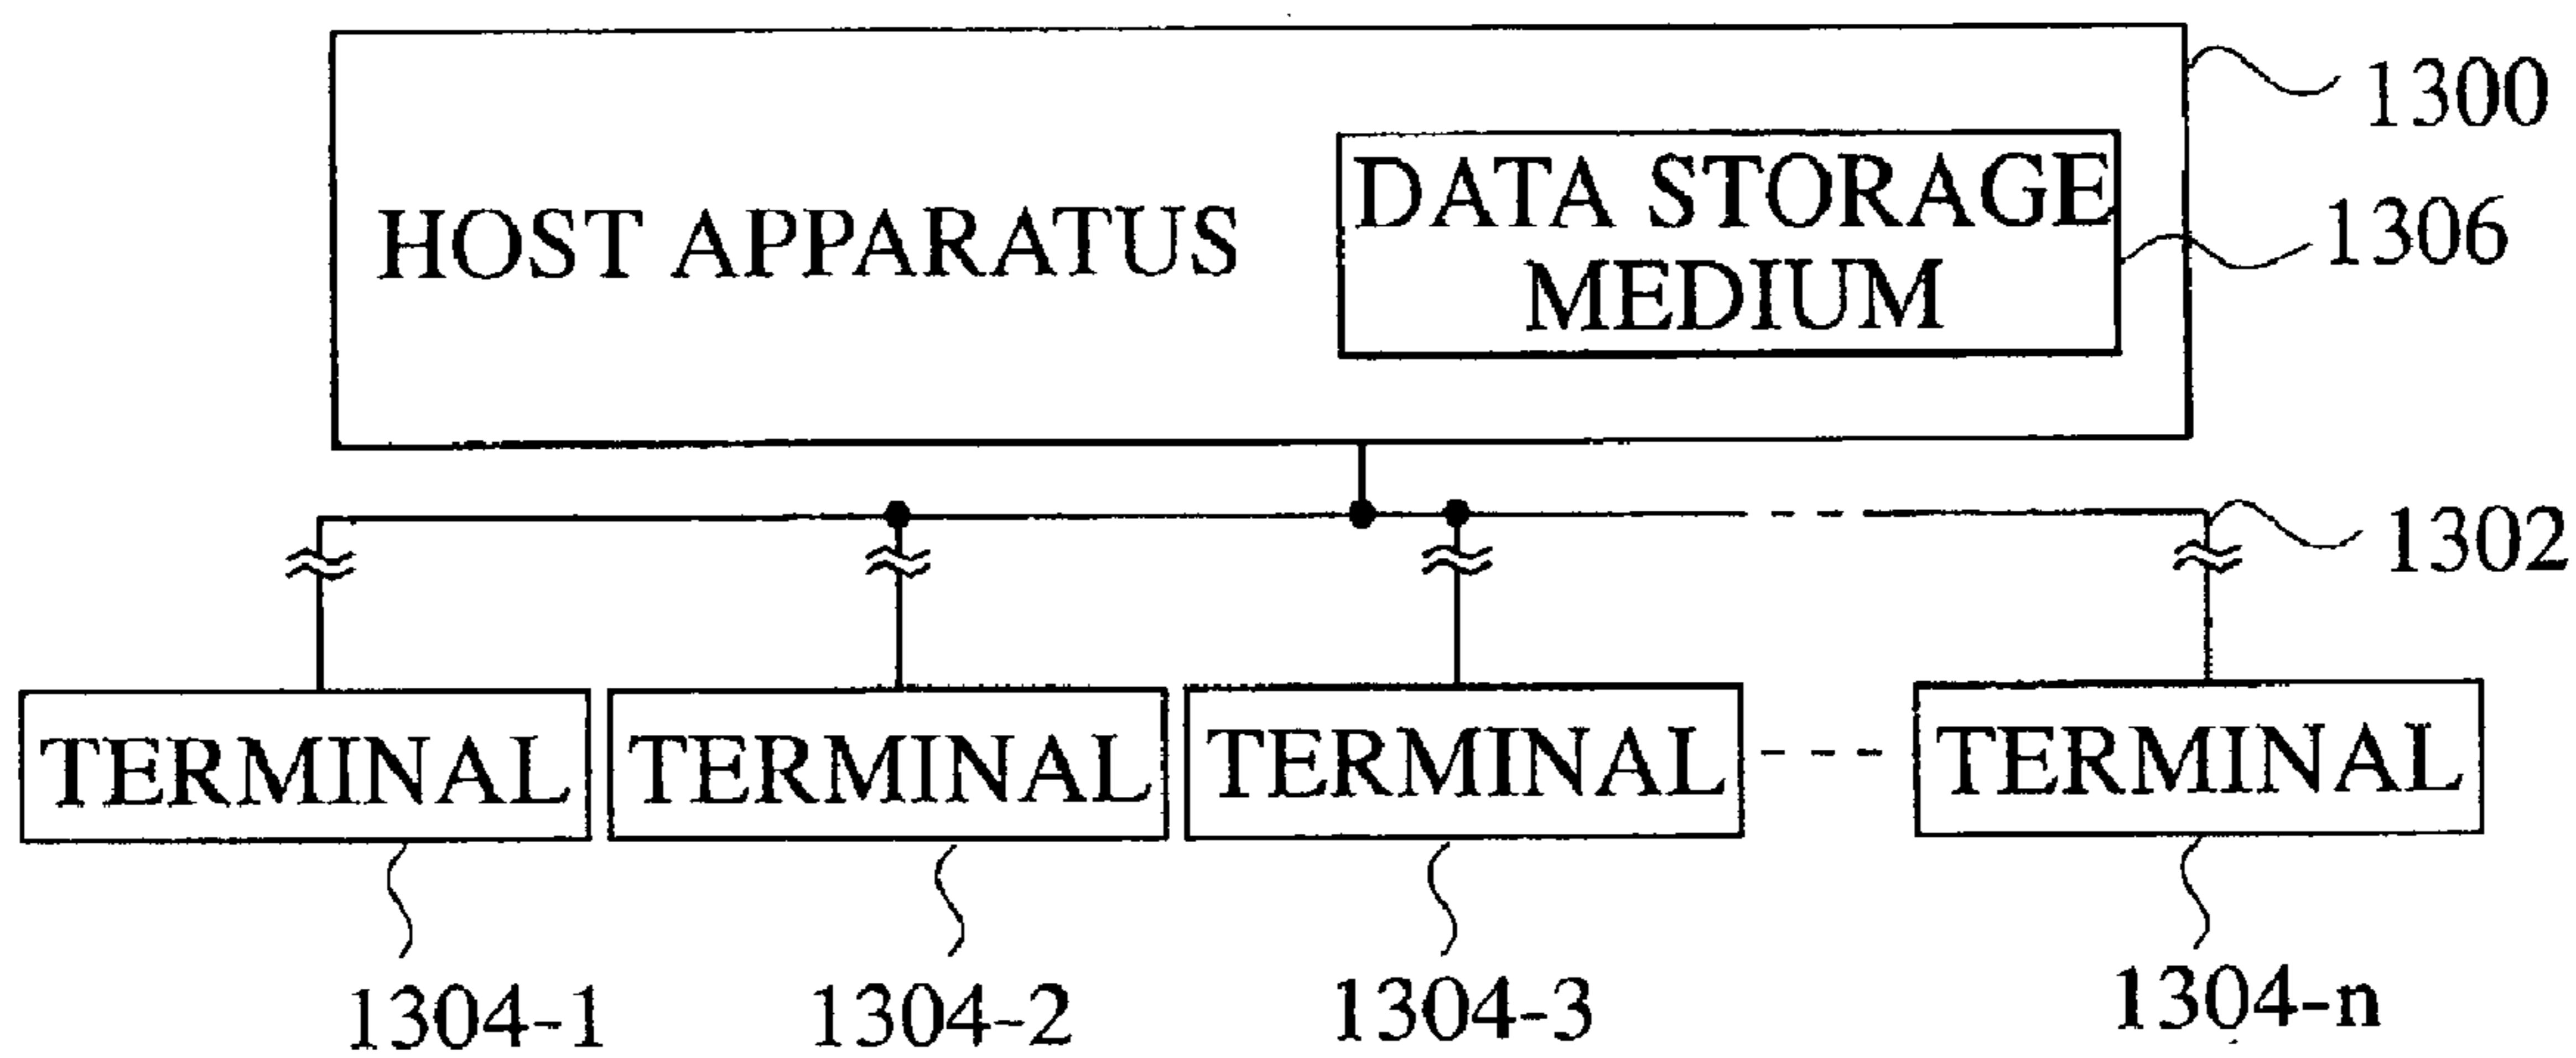 1300
HOST APPARATUS
DATA STORAGE
MEDIUM
1306
1302
TERMINAL
TERMINAL
TERMINAL
TERMINAL
1304-1
1304-2
1304-3
1304-n